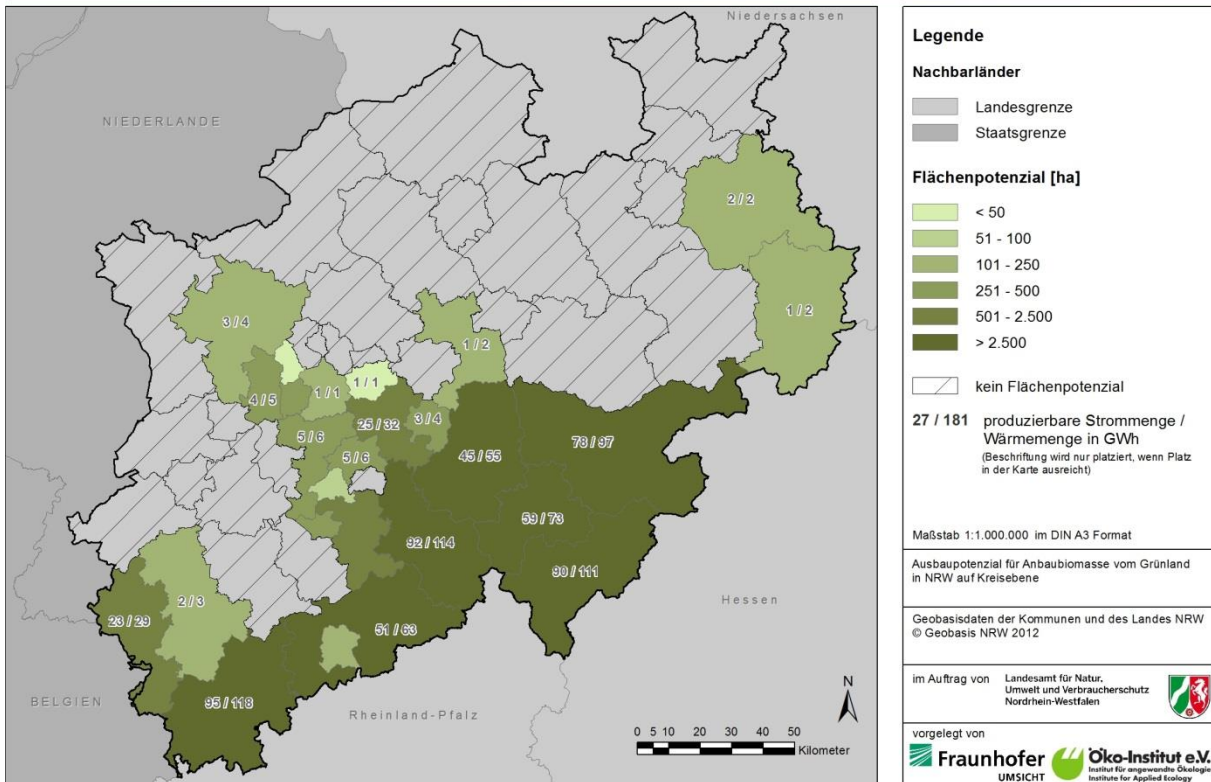 Niedersachsen
NIEDERLANDE
2 / 2
1 / 2
3 / 4
1 / 2
4 / 5
1 / 1
1 / 1
3 / 4
25 / 32
5 / 6
78 / 97
5 / 6
45 / 55
59 / 73
92 / 114
90 / 111
2 / 3
23 / 29
51 / 63
Hessen
95 / 118
BELGIEN
Rheinland-Pfalz
N
0 5 10 20 30 40 50
Kilometer
Legende
Nachbarländer
Landesgrenze
Staatsgrenze
Flächenpotenzial [ha]
< 50
51 - 100
101 - 250
251 - 500
501 - 2.500
> 2.500
kein Flächenpotenzial
27 / 181 produzierbare Strommenge /
Wärmemenge in GWh
(Beschriftung wird nur platziert, wenn Platz
in der Karte ausreicht)
Maßstab 1:1.000.000 im DIN A3 Format
Ausbaupotenzial für Anbaubiomasse vom Grünland
in NRW auf Kreisebene
Geobasisdaten der Kommunen und des Landes NRW
© Geobasis NRW 2012
im Auftrag von Landesamt für Natur,
Umwelt und Verbraucherschutz
Nordrhein-Westfalen
vorgelegt von
Fraunhofer
UMSICHT
Öko-Institut e.V.
Institut für angewandte Ökologie
Institute for Applied Ecology